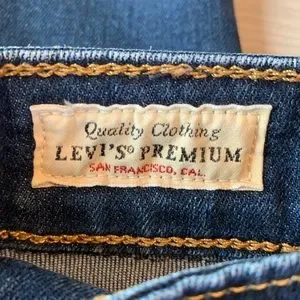 Quality Clothing
LEVI'S® PREMIUM
SAN FRANCISCO, CAL.